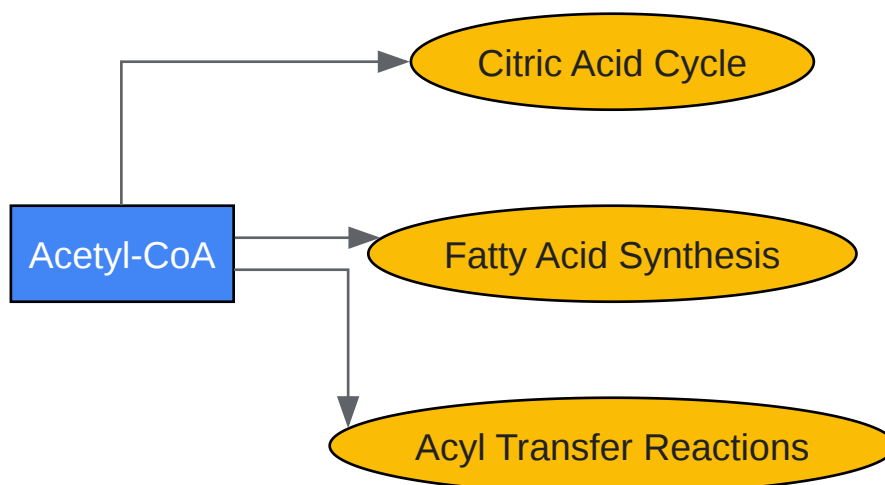 Citric Acid Cycle
Acetyl-CoA
Fatty Acid Synthesis
Acyl Transfer Reactions